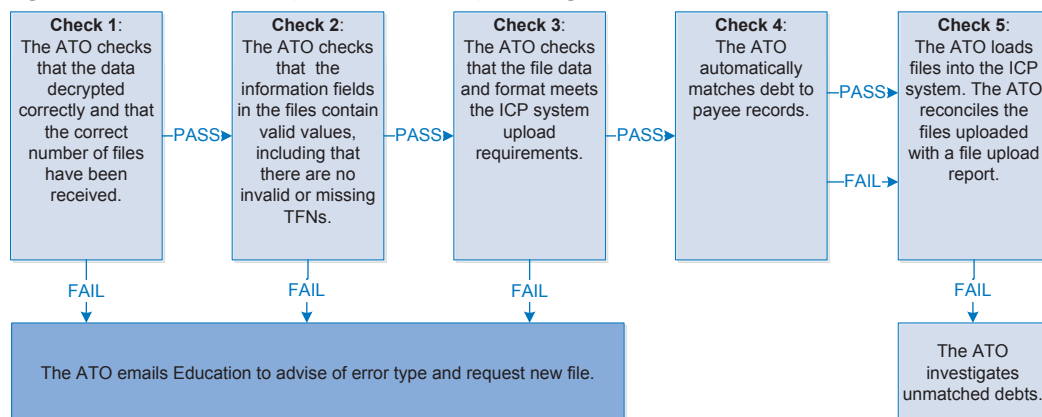 Check 1:
The ATO checks
that the data
decrypted
correctly and that
the correct
number of files
have been
received.
PASS
Check 2:
The ATO checks
that the
information fields
in the files contain
valid values,
including that
there are no
invalid or missing
TFNs.
PASS
Check 3:
The ATO checks
that the file data
and format meets
the ICP system
upload
requirements.
PASS
Check 4:
The ATO
automatically
matches debt to
payee records.
PASS
FAIL
Check 5:
The ATO loads
files into the ICP
system. The ATO
reconciles the
files uploaded
with a file upload
report.
FAIL
FAIL
FAIL
FAIL
The ATO emails Education to advise of error type and request new file.
The ATO
investigates
unmatched debts.